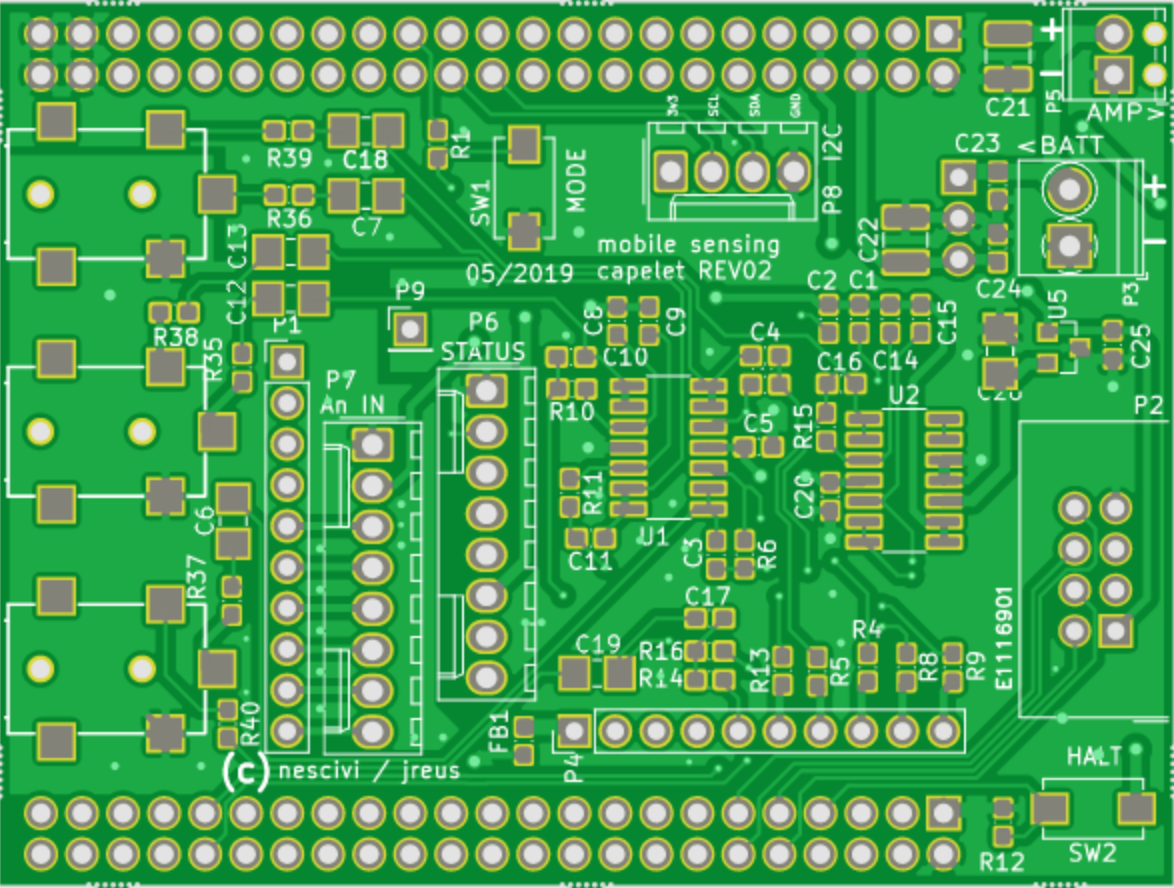 +
−
P5
C21
AMP
3v3
SCL
SDA
GND
I2C
P8
R39
C18
R1
SW1
MODE
C23
<BATT
+
−
R36
C7
C13
C22
mobile sensing
05/2019
capelet REV02
C12
P9
C2
C1
C24
P3
U5
P1
P6
C8
C9
C15
C25
R38
R35
STATUS
C10
C4
C16
C14
P7
R10
U2
An IN
C5
R15
P2
C6
R11
C20
U1
C11
C3
R6
R37
C17
E1116901
C19
R16
R14
R13
R5
R4
R8
R9
R40
FB1
P4
HALT
(c) nescivi / jreus
R12
SW2